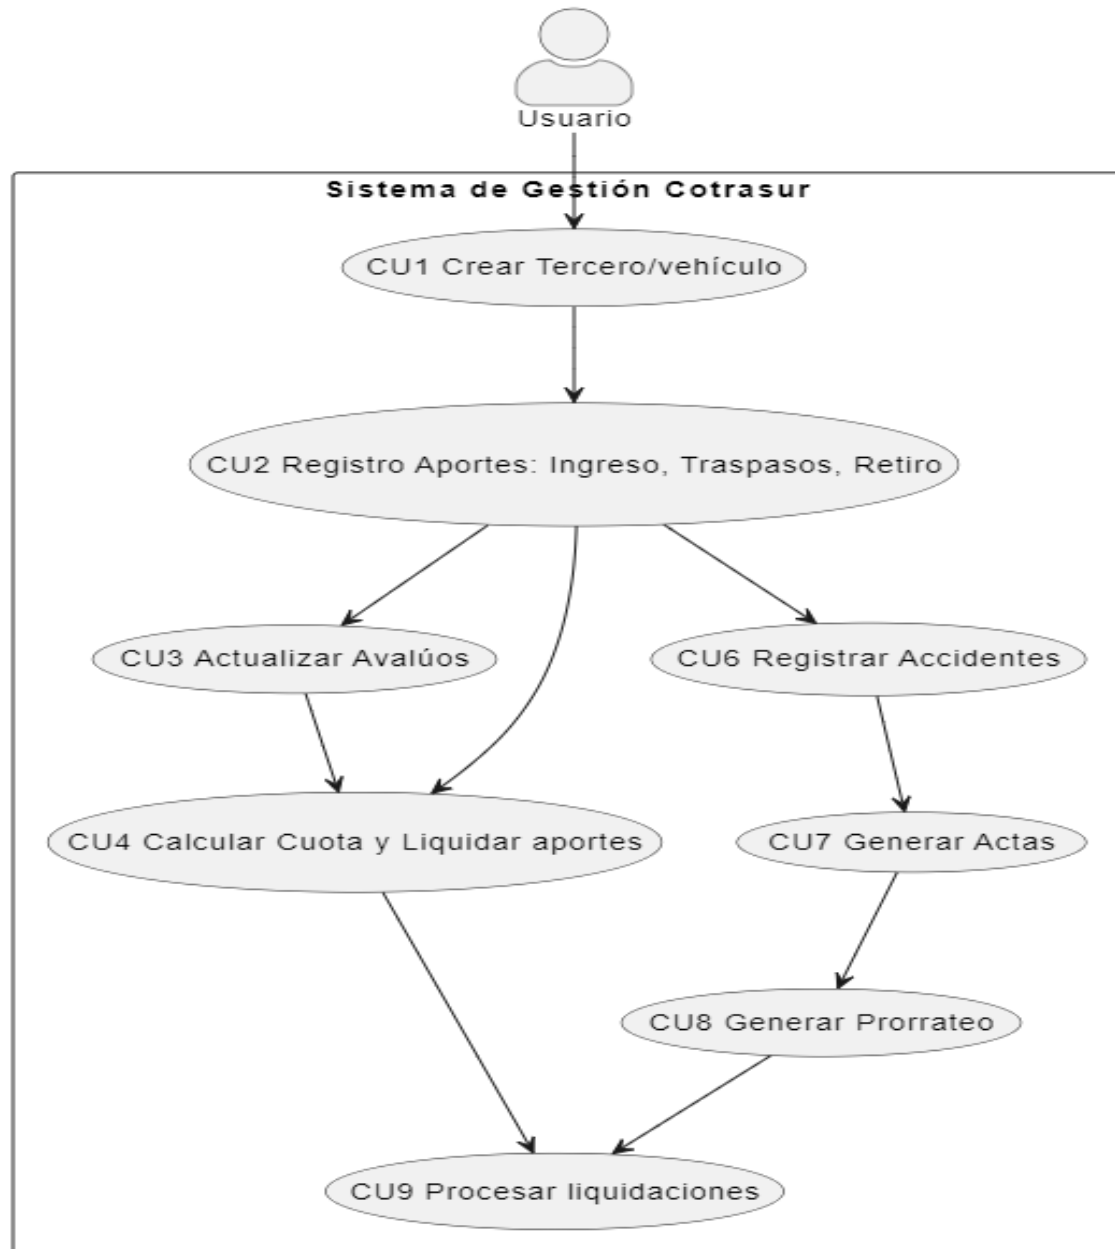 Usuario
Sistema de Gestión Cotrasur
CU1 Crear Tercero/vehículo
CU2 Registro Aportes: Ingreso, Traspasos, Retiro
CU3 Actualizar Avalúos
CU6 Registrar Accidentes
CU4 Calcular Cuota y Liquidar aportes
CU7 Generar Actas
CU8 Generar Prorrateo
CU9 Procesar liquidaciones